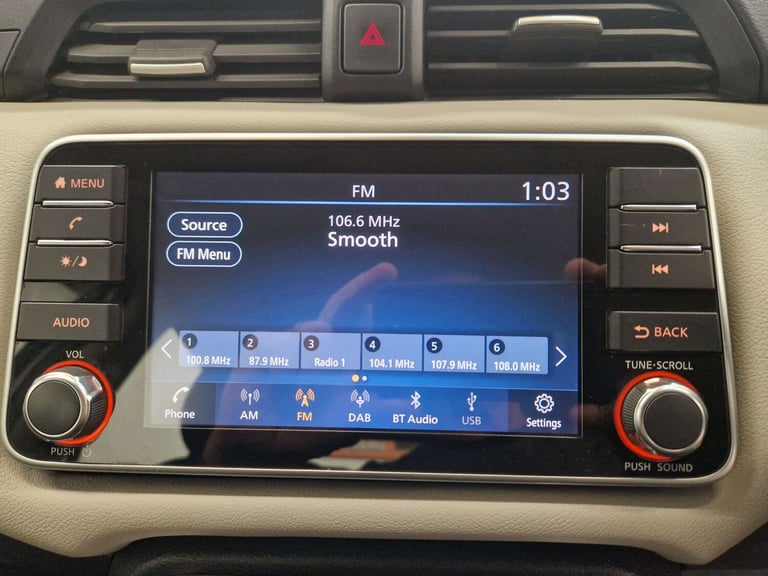 MENU
AUDIO
VOL
PUSH
FM
1:03
Source
FM Menu
106.6 MHz
Smooth
1 2 3 4 5 6
100.8 MHz 87.9 MHz Radio 1 104.1 MHz 107.9 MHz 108.0 MHz
Phone AM FM DAB BT Audio USB Settings
BACK
TUNE•SCROLL
PUSH SOUND